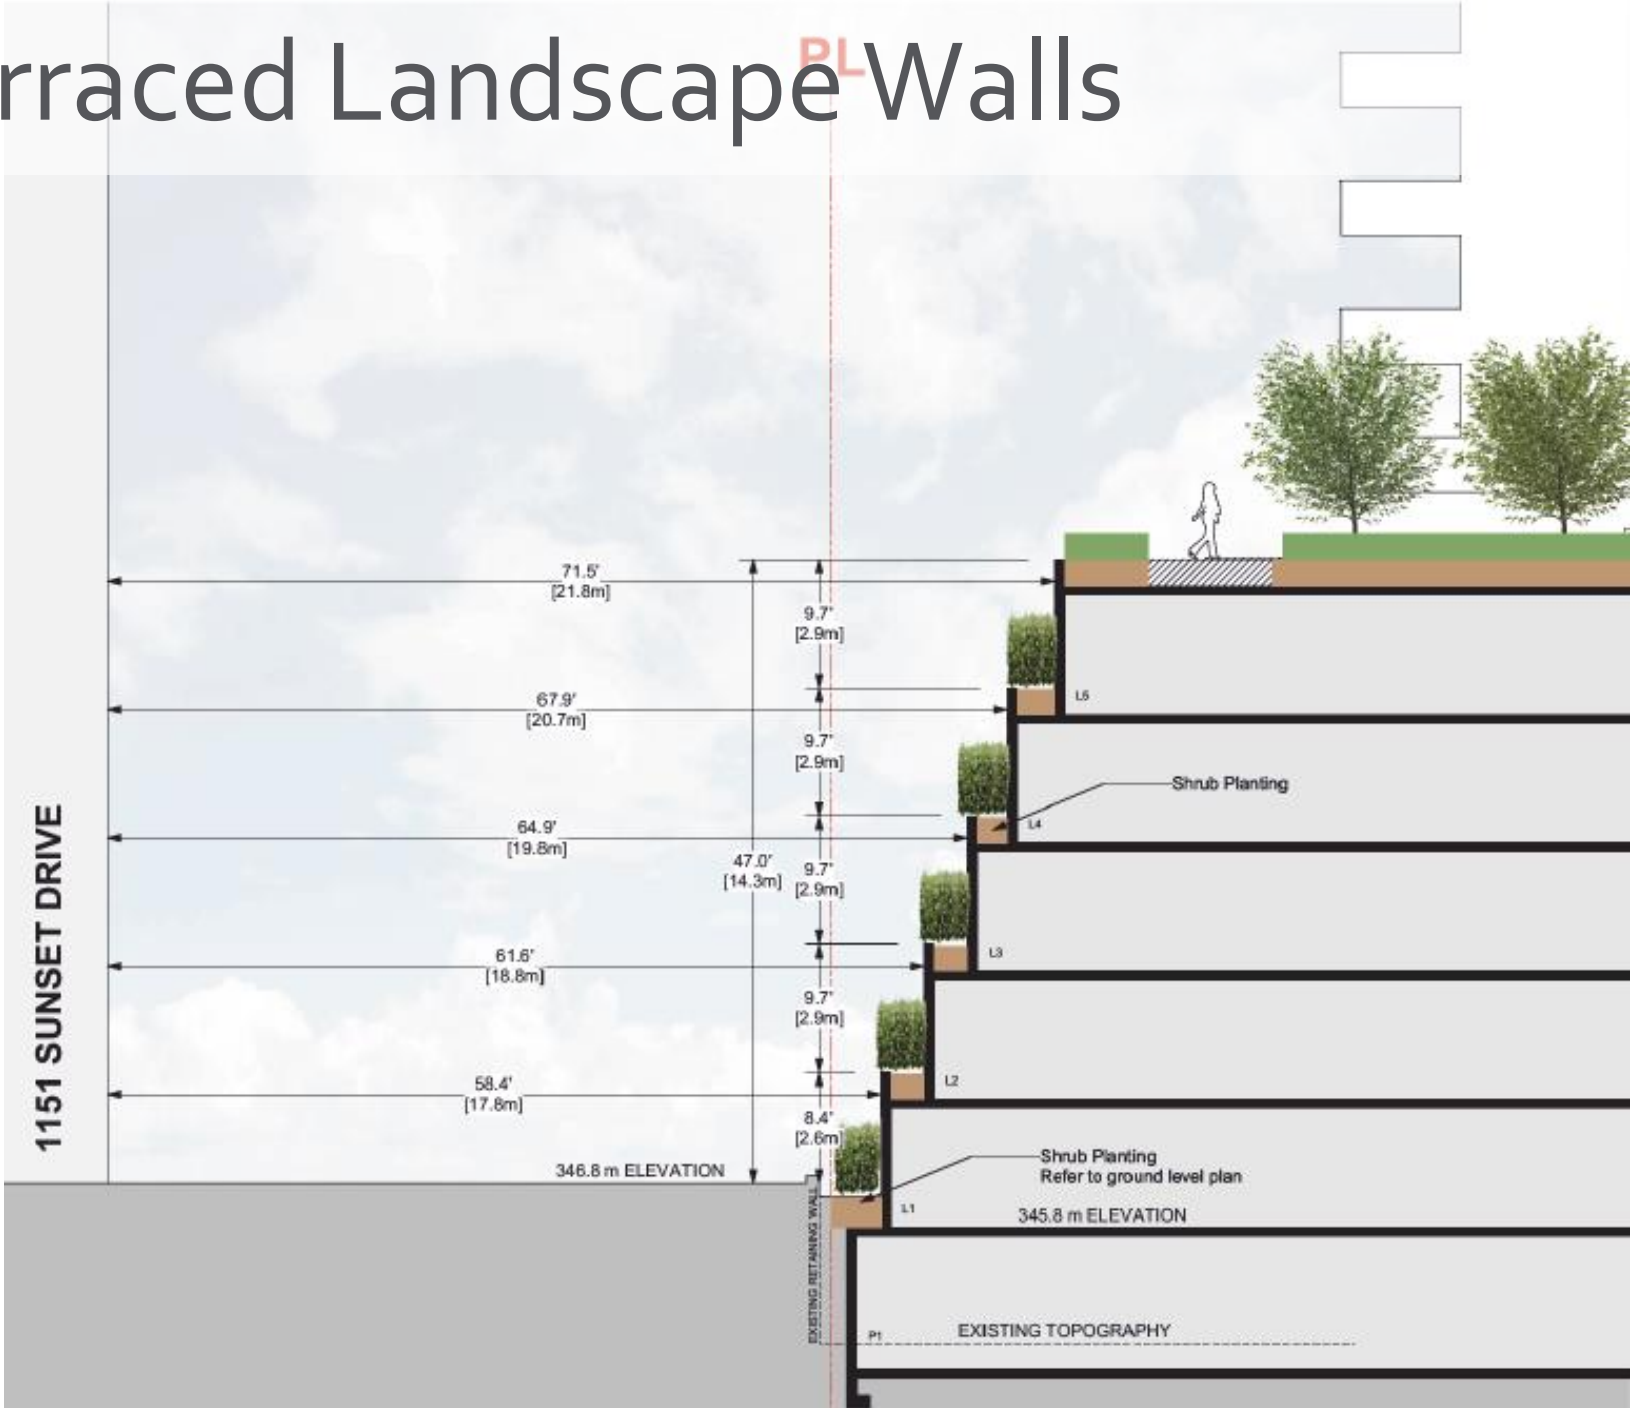 rraced Landscape Walls
PL
71.5'
[21.8m]
9.7'
[2.9m]
67.9'
[20.7m]
L5
9.7'
[2.9m]
Shrub Planting
64.9'
[19.8m]
L4
47.0'
[14.3m]
9.7'
[2.9m]
1151 SUNSET DRIVE
61.6'
[18.8m]
L3
9.7'
[2.9m]
58.4'
[17.8m]
L2
8.4'
[2.6m]
346.8 m ELEVATION
Shrub Planting
Refer to ground level plan
L1
345.8 m ELEVATION
EXISTING RETAINING WALL
P1
EXISTING TOPOGRAPHY